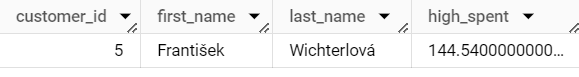 customer_id first_name last_name high_spent
5 František Wichterlová 144.5400000000…